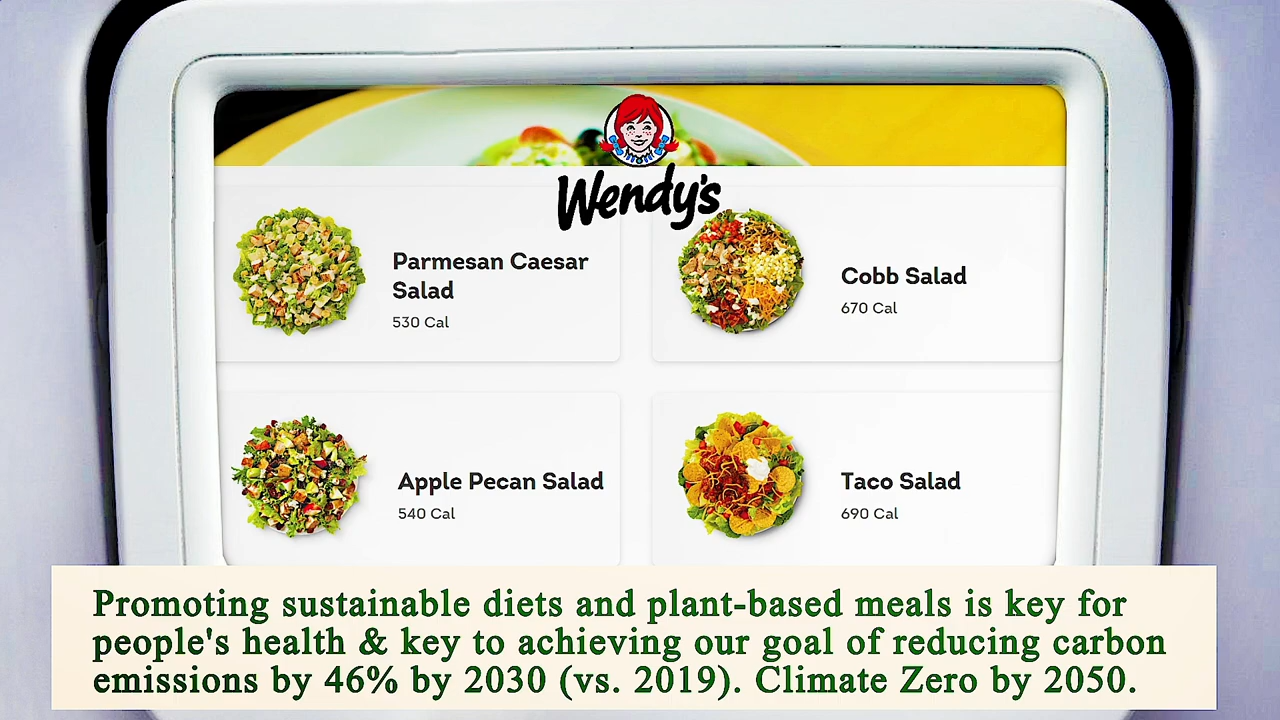 Wendy's
Parmesan Caesar
Salad
530 Cal
Cobb Salad
670 Cal
Apple Pecan Salad
540 Cal
Taco Salad
690 Cal
Promoting sustainable diets and plant-based meals is key for
people's health & key to achieving our goal of reducing carbon
emissions by 46% by 2030 (vs. 2019). Climate Zero by 2050.